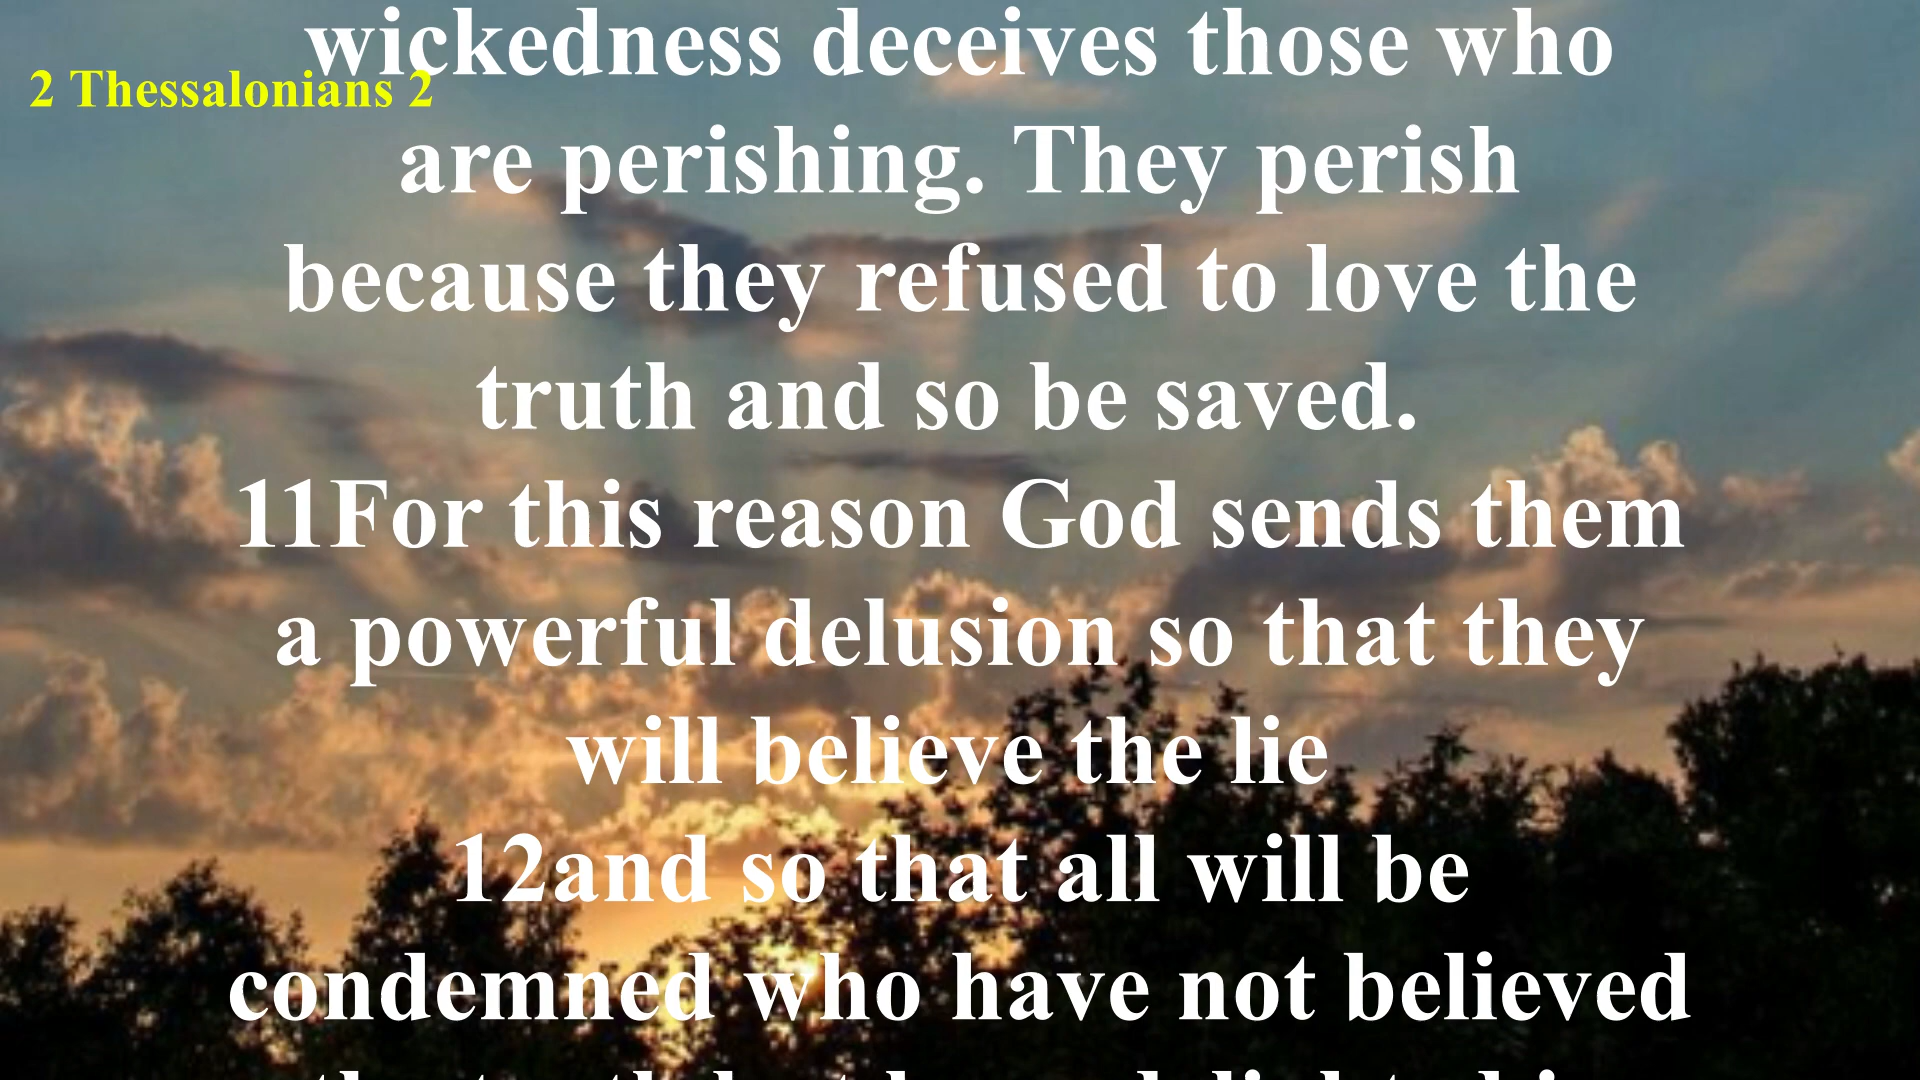 wickedness deceives those who
2 Thessalonians 2
are perishing. They perish
because they refused to love the
truth and so be saved.
11For this reason God sends them
a powerful delusion so that they
will believe the lie
12and so that all will be
condemned who have not believed